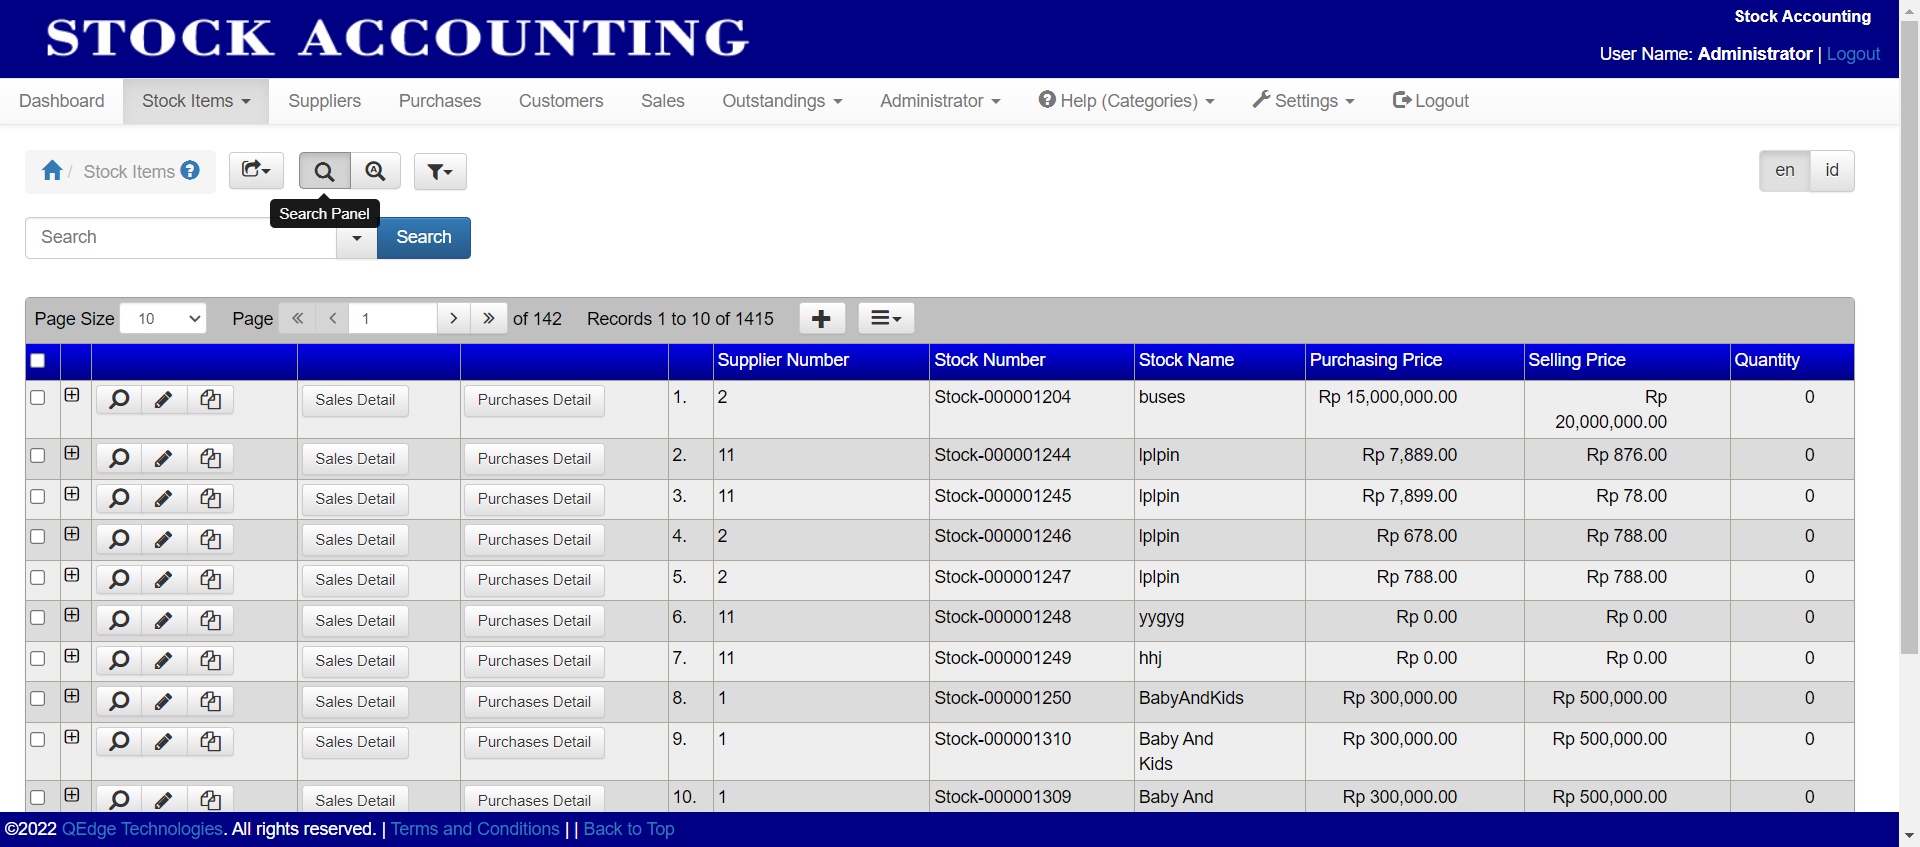 STOCK ACCOUNTING
Stock Accounting
User Name: Administrator | Logout
Dashboard Stock Items Suppliers Purchases Customers Sales Outstandings Administrator Help (Categories) Settings Logout
/ Stock Items
en id
Search Panel
Search Search
Page Size 10 Page « < 1 > » of 142 Records 1 to 10 of 1415
Supplier Number Stock Number Stock Name Purchasing Price Selling Price Quantity
Sales Detail Purchases Detail 1. 2 Stock-000001204 buses Rp 15,000,000.00 Rp 0
20,000,000.00
Sales Detail Purchases Detail 2. 11 Stock-000001244 lplpin Rp 7,889.00 Rp 876.00 0
Sales Detail Purchases Detail 3. 11 Stock-000001245 lplpin Rp 7,899.00 Rp 78.00 0
Sales Detail Purchases Detail 4. 2 Stock-000001246 lplpin Rp 678.00 Rp 788.00 0
Sales Detail Purchases Detail 5. 2 Stock-000001247 lplpin Rp 788.00 Rp 788.00 0
Sales Detail Purchases Detail 6. 11 Stock-000001248 yygyg Rp 0.00 Rp 0.00 0
Sales Detail Purchases Detail 7. 11 Stock-000001249 hhj Rp 0.00 Rp 0.00 0
Sales Detail Purchases Detail 8. 1 Stock-000001250 BabyAndKids Rp 300,000.00 Rp 500,000.00 0
Sales Detail Purchases Detail 9. 1 Stock-000001310 Baby And Rp 300,000.00 Rp 500,000.00 0
Kids
Sales Detail Purchases Detail 10. 1 Stock-000001309 Baby And Rp 300,000.00 Rp 500,000.00 0
©2022 QEdge Technologies. All rights reserved. | Terms and Conditions | | Back to Top